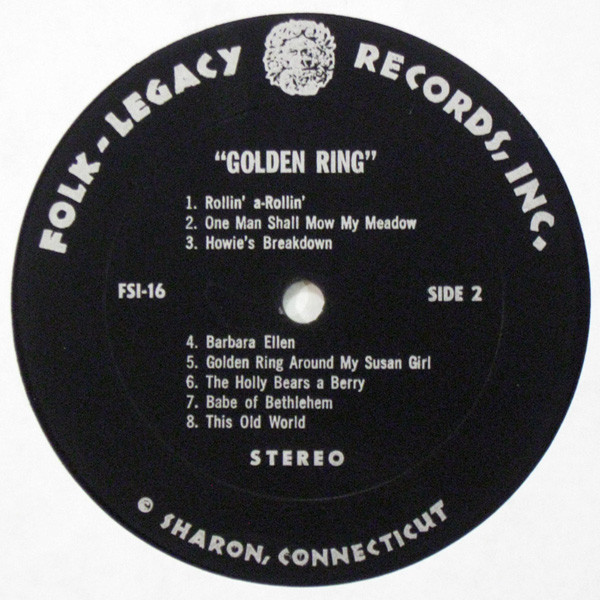 FOLK-LEGACY RECORDS, INC.
"GOLDEN RING"
1. Rollin' a-Rollin'
2. One Man Shall Mow My Meadow
3. Howie's Breakdown
FSI-16
SIDE 2
4. Barbara Ellen
5. Golden Ring Around My Susan Girl
6. The Holly Bears a Berry
7. Babe of Bethlehem
8. This Old World
STEREO
© SHARON, CONNECTICUT